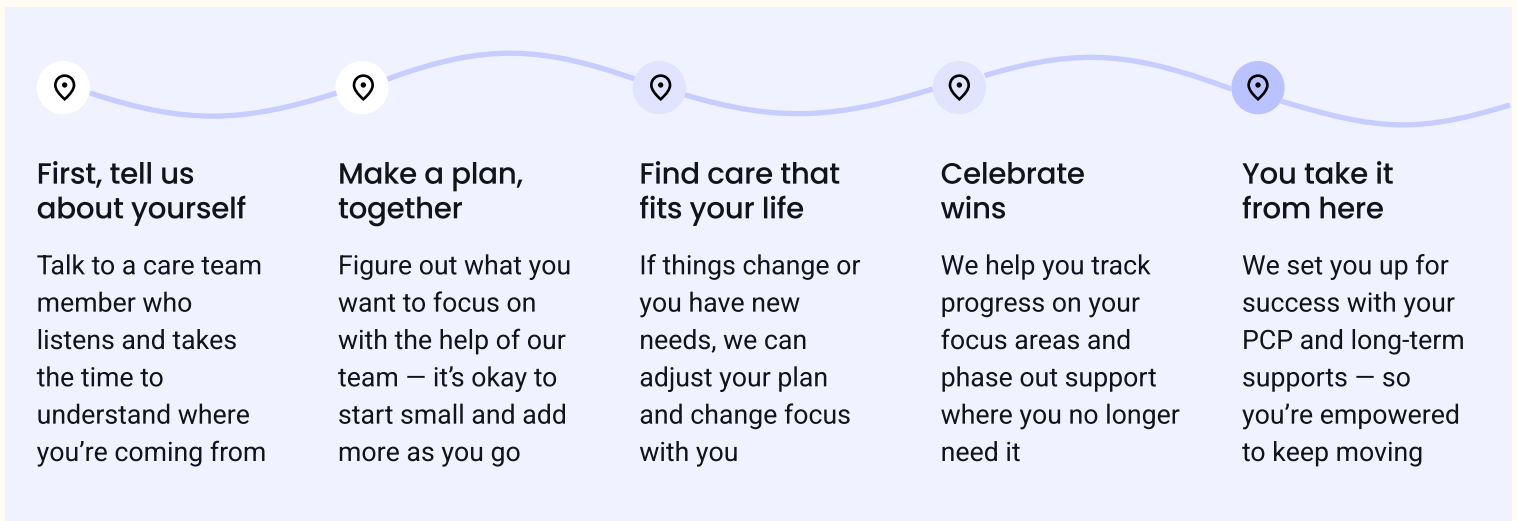 First, tell us
about yourself
Talk to a care team
member who
listens and takes
the time to
understand where
you’re coming from
Make a plan,
together
Figure out what you
want to focus on
with the help of our
team — it’s okay to
start small and add
more as you go
Find care that
fits your life
If things change or
you have new
needs, we can
adjust your plan
and change focus
with you
Celebrate
wins
We help you track
progress on your
focus areas and
phase out support
where you no longer
need it
You take it
from here
We set you up for
success with your
PCP and long-term
supports — so
you’re empowered
to keep moving